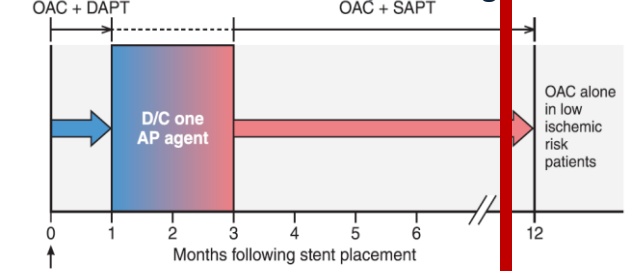 OAC + DAPT
OAC + SAPT
D/C one
AP agent
OAC alone
in low
ischemic
risk
patients
0 1 2 3 4 5 6 12
Months following stent placement